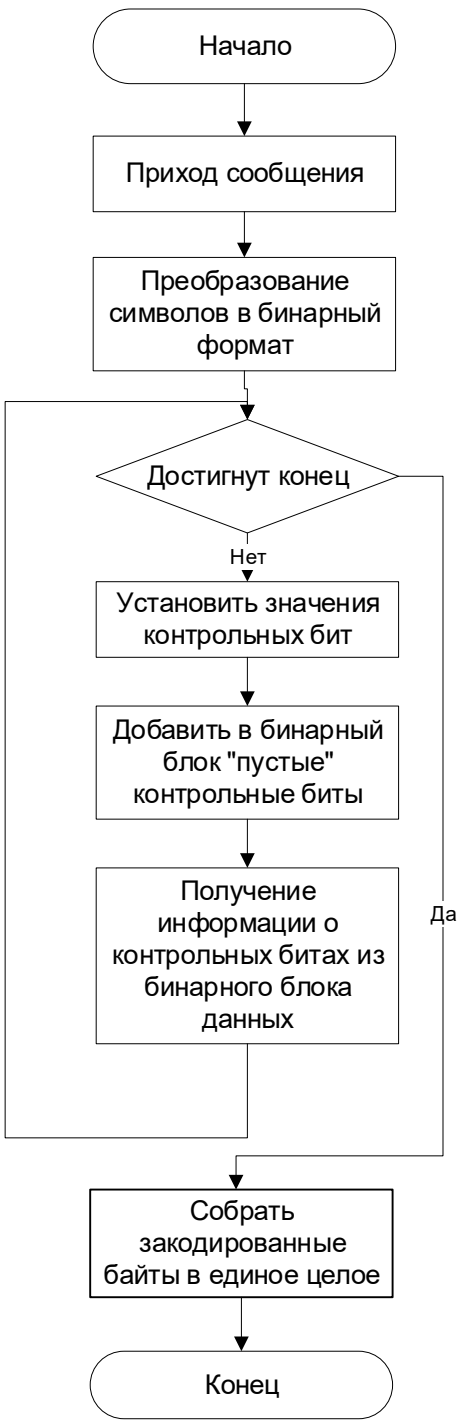 Начало
Приход сообщения
Преобразование
символов в бинарный
формат
Достигнут конец
Нет
Установить значения
контрольных бит
Добавить в бинарный
блок "пустые"
контрольные биты
Получение
информации о
контрольных битах из
бинарного блока
данных
Да
Собрать
закодированные
байты в единое целое
Конец